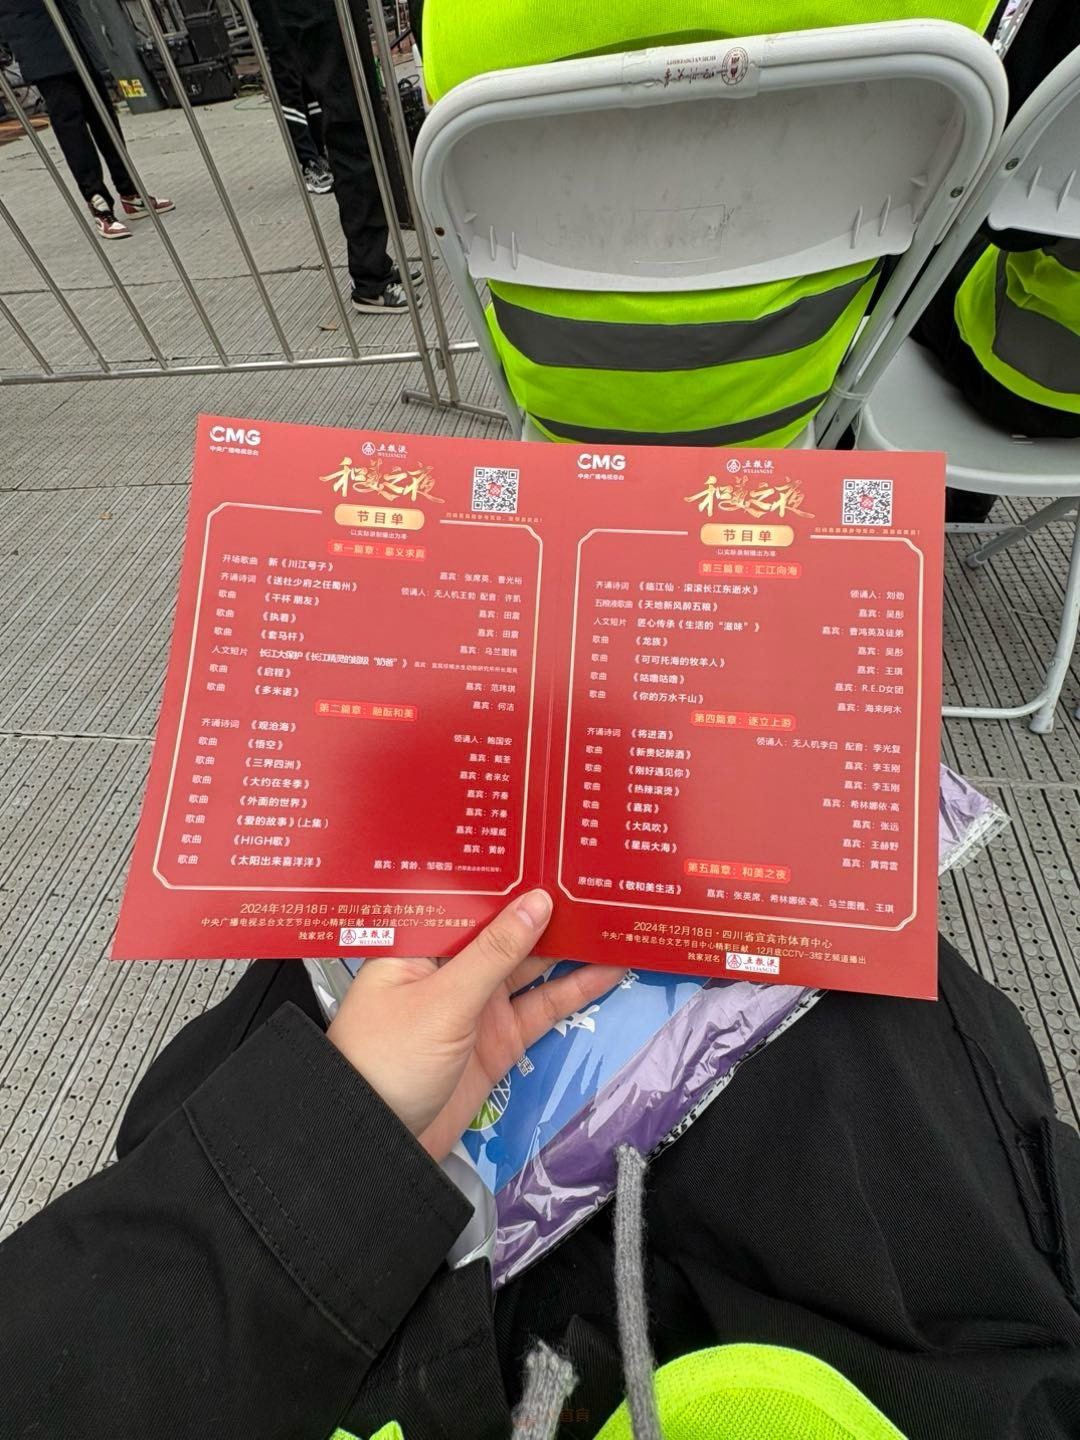 CMG
中央广播电视总台
五粮液
WULIANGYE
和美之夜
节目单
以实际录制播出为准
第一篇章：慕义求真
开场歌曲 新《川江号子》 嘉宾：张席英、曹光裕
齐诵诗词 《送杜少府之任蜀州》 领诵人：无人机王勃 配音：许凯
歌曲 《干杯 朋友》 嘉宾：田震
歌曲 《执着》 嘉宾：田震
歌曲 《套马杆》 嘉宾：乌兰图雅
人文短片 长江大保护《长江精灵的超级“奶爸”》
歌曲 《启程》 嘉宾：范玮琪
歌曲 《多米诺》 嘉宾：何洁
第二篇章：融酝和美
齐诵诗词 《观沧海》 领诵人：鲍国安
歌曲 《悟空》 嘉宾：戴荃
歌曲 《三界四洲》 嘉宾：者来女
歌曲 《大约在冬季》 嘉宾：齐秦
歌曲 《外面的世界》 嘉宾：齐秦
歌曲 《爱的故事》(上集) 嘉宾：孙耀威
歌曲 《HIGH歌》 嘉宾：黄龄
歌曲 《太阳出来喜洋洋》 嘉宾：黄龄、邹敬园
2024年12月18日·四川省宜宾市体育中心
中央广播电视总台文艺节目中心精彩巨献 12月底CCTV-3综艺频道播出
独家冠名：五粮液
WULIANGYE
CMG
中央广播电视总台
五粮液
WULIANGYE
和美之夜
节目单
以实际录制播出为准
第三篇章：汇江向海
齐诵诗词 《临江仙·滚滚长江东逝水》 领诵人：刘劲
五粮液歌曲 《天地新风醉五粮》 嘉宾：吴彤
人文短片 匠心传承《生活的“滋味”》 嘉宾：曹鸿英及徒弟
歌曲 《龙族》 嘉宾：吴彤
歌曲 《可可托海的牧羊人》 嘉宾：王琪
歌曲 《咕噜咕噜》 嘉宾：R.E.D女团
歌曲 《你的万水千山》 嘉宾：海来阿木
第四篇章：逐立上游
齐诵诗词 《将进酒》 领诵人：无人机李白 配音：李光复
歌曲 《新贵妃醉酒》 嘉宾：李玉刚
歌曲 《刚好遇见你》 嘉宾：李玉刚
歌曲 《热辣滚烫》 嘉宾：希林娜依·高
歌曲 《嘉宾》 嘉宾：张远
歌曲 《大风吹》 嘉宾：王赫野
歌曲 《星辰大海》 嘉宾：黄霄雲
第五篇章：和美之夜
原创歌曲 《敬和美生活》 嘉宾：张英席、希林娜依·高、乌兰图雅、王琪
2024年12月18日·四川省宜宾市体育中心
中央广播电视总台文艺节目中心精彩巨献 12月底CCTV-3综艺频道播出
独家冠名：五粮液
WULIANGYE